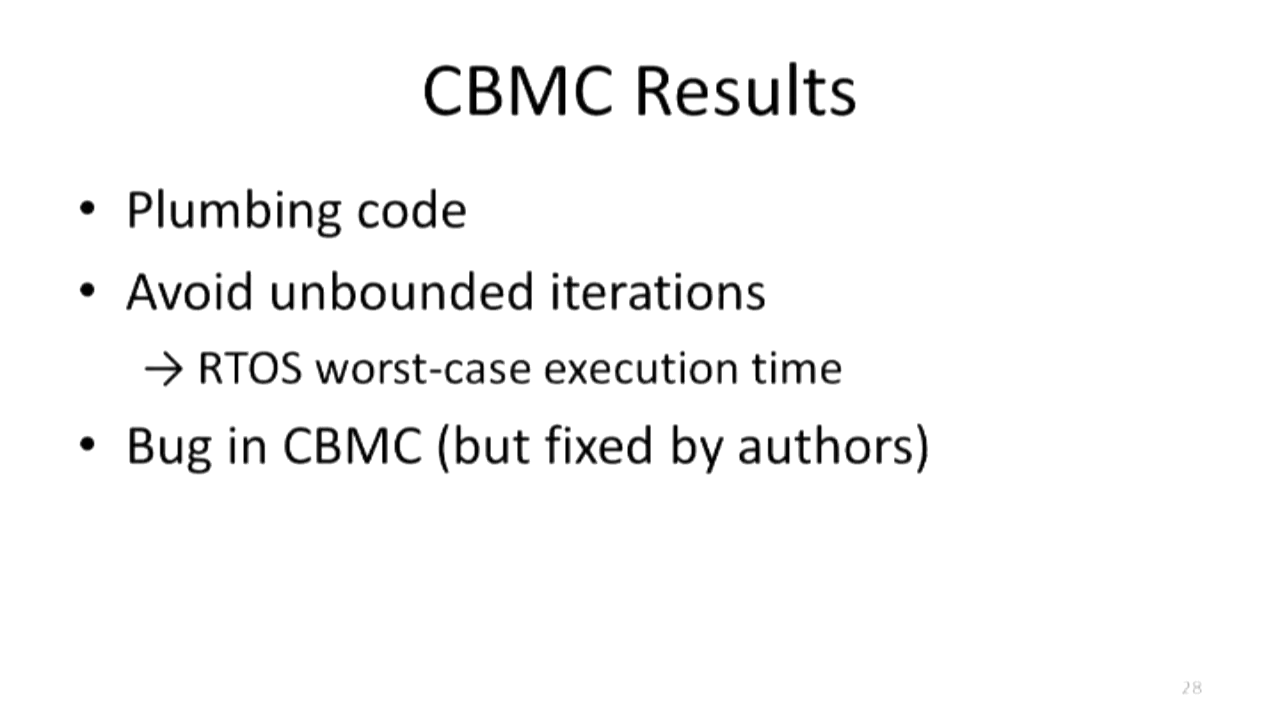 CBMC Results
• Plumbing code
• Avoid unbounded iterations
→ RTOS worst-case execution time
• Bug in CBMC (but fixed by authors)
28